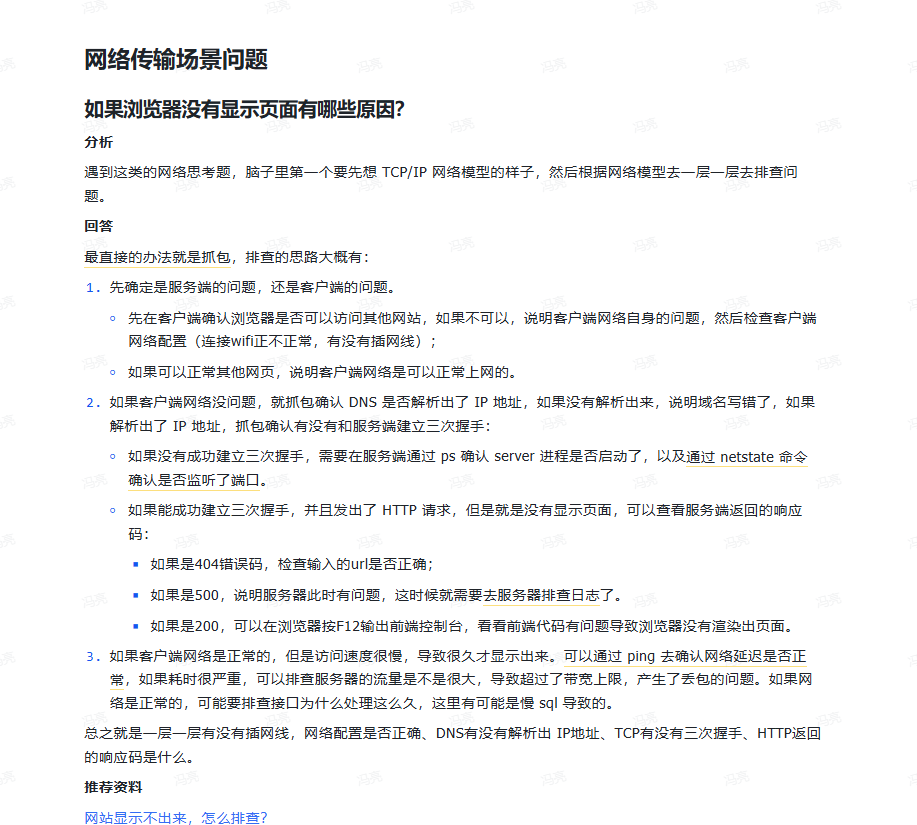 网络传输场景问题
如果浏览器没有显示页面有哪些原因？
分析
遇到这类的网络思考题，脑子里第一个要先想 TCP/IP 网络模型的样子，然后根据网络模型去一层一层去排查问
题。
回答
最直接的办法就是抓包，排查的思路大概有：
1. 先确定是服务端的问题，还是客户端的问题。
先在客户端确认浏览器是否可以访问其他网站，如果不可以，说明客户端网络自身的问题，然后检查客户端
网络配置（连接wifi正不正常，有没有插网线）；
如果可以正常其他网页，说明客户端网络是可以正常上网的。
2. 如果客户端网络没问题，就抓包确认 DNS 是否解析出了 IP 地址，如果没有解析出来，说明域名写错了，如果
解析出了 IP 地址，抓包确认有没有和服务端建立三次握手：
如果没有成功建立三次握手，需要在服务端通过 ps 确认 server 进程是否启动了，以及通过 netstate 命令
确认是否监听了端口。
如果能成功建立三次握手，并且发出了 HTTP 请求，但是就是没有显示页面，可以查看服务端返回的响应
码：
如果是404错误码，检查输入的url是否正确；
如果是500，说明服务器此时有问题，这时候就需要去服务器排查日志了。
如果是200，可以在浏览器按F12输出前端控制台，看看前端代码有问题导致浏览器没有渲染出页面。
3. 如果客户端网络是正常的，但是访问速度很慢，导致很久才显示出来。可以通过 ping 去确认网络延迟是否正
常，如果耗时很严重，可以排查服务器的流量是不是很大，导致超过了带宽上限，产生了丢包的问题。如果网
络是正常的，可能要排查接口为什么处理这么久，这里有可能是慢 sql 导致的。
总之就是一层一层有没有插网线，网络配置是否正确、DNS有没有解析出 IP地址、TCP有没有三次握手、HTTP返回
的响应码是什么。
推荐资料
网站显示不出来，怎么排查？